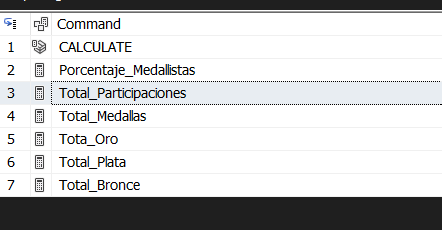 Command
1 CALCULATE
2 Porcentaje_Medallistas
3 Total_Participaciones
4 Total_Medallas
5 Tota_Oro
6 Total_Plata
7 Total_Bronce